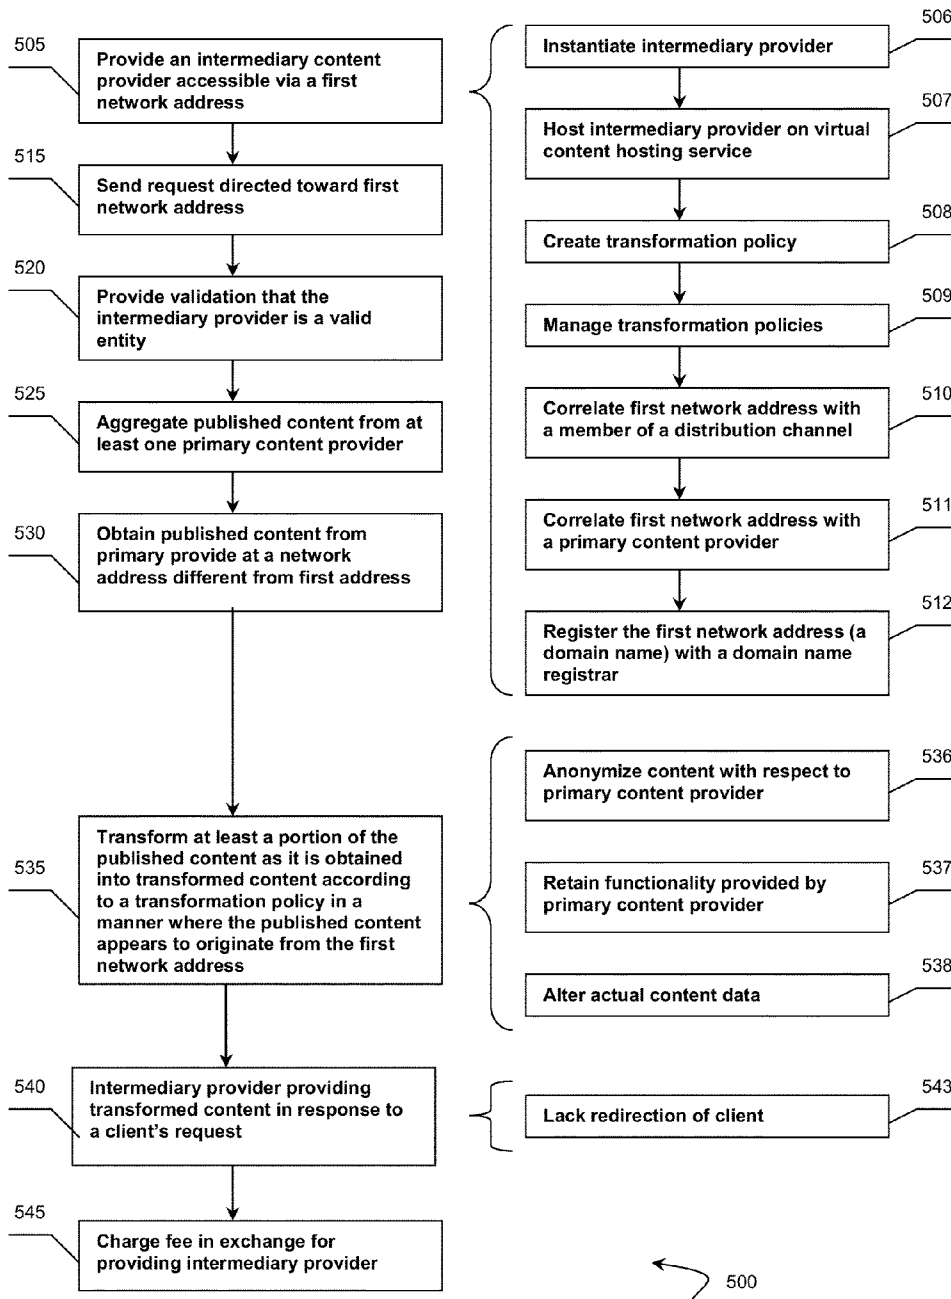 505
Provide an intermediary content
provider accessible via a first
network address
515
Send request directed toward first
network address
520
Provide validation that the
intermediary provider is a valid
entity
525
Aggregate published content from at
least one primary content provider
530
Obtain published content from
primary provide at a network
address different from first address
535
Transform at least a portion of the
published content as it is obtained
into transformed content according
to a transformation policy in a
manner where the published content
appears to originate from the first
network address
540
Intermediary provider providing
transformed content in response to
a client's request
545
Charge fee in exchange for
providing intermediary provider
506
Instantiate intermediary provider
507
Host intermediary provider on virtual
content hosting service
508
Create transformation policy
509
Manage transformation policies
510
Correlate first network address with
a member of a distribution channel
511
Correlate first network address with
a primary content provider
512
Register the first network address (a
domain name) with a domain name
registrar
536
Anonymize content with respect to
primary content provider
537
Retain functionality provided by
primary content provider
538
Alter actual content data
543
Lack redirection of client
500